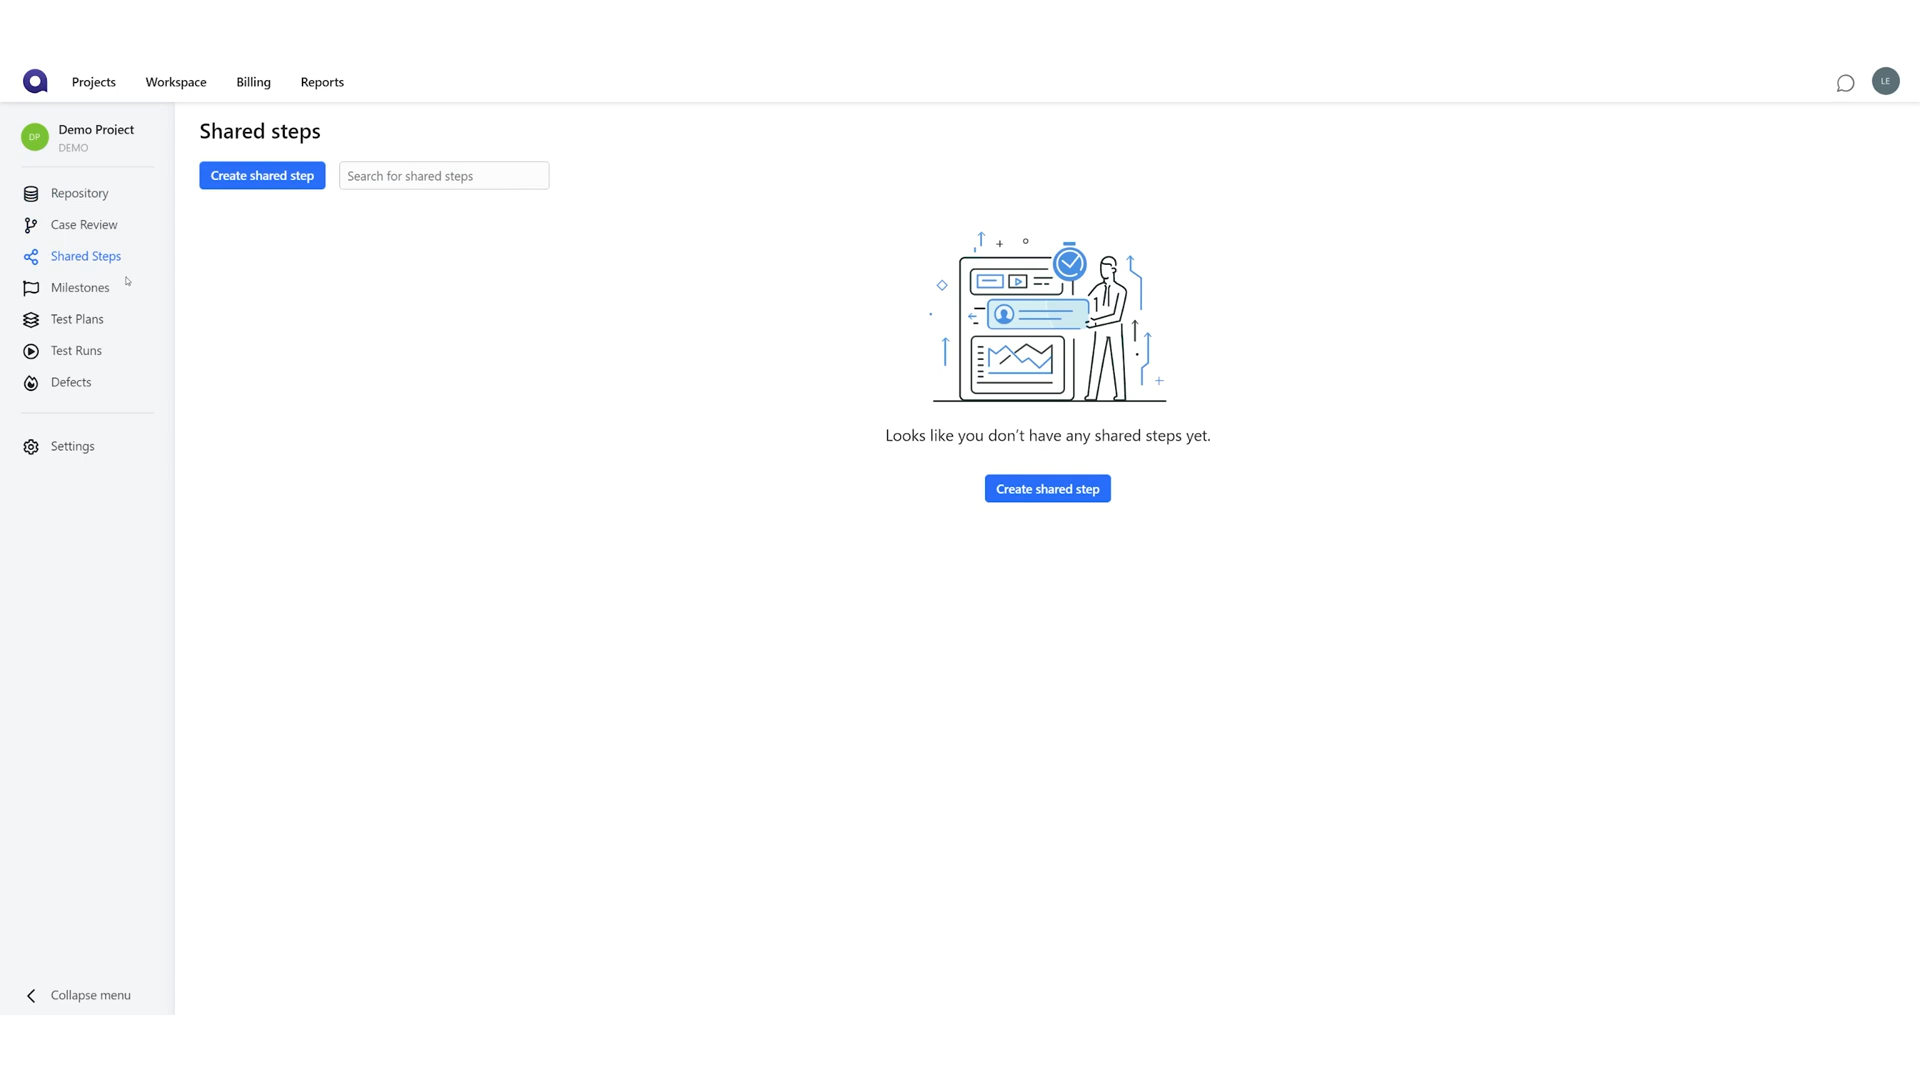 Projects
Workspace
Billing
Reports
LE
DP
Demo Project
DEMO
Repository
Case Review
Shared Steps
Milestones
Test Plans
Test Runs
Defects
Settings
Collapse menu
Shared steps
Create shared step
Search for shared steps
Looks like you don't have any shared steps yet.
Create shared step